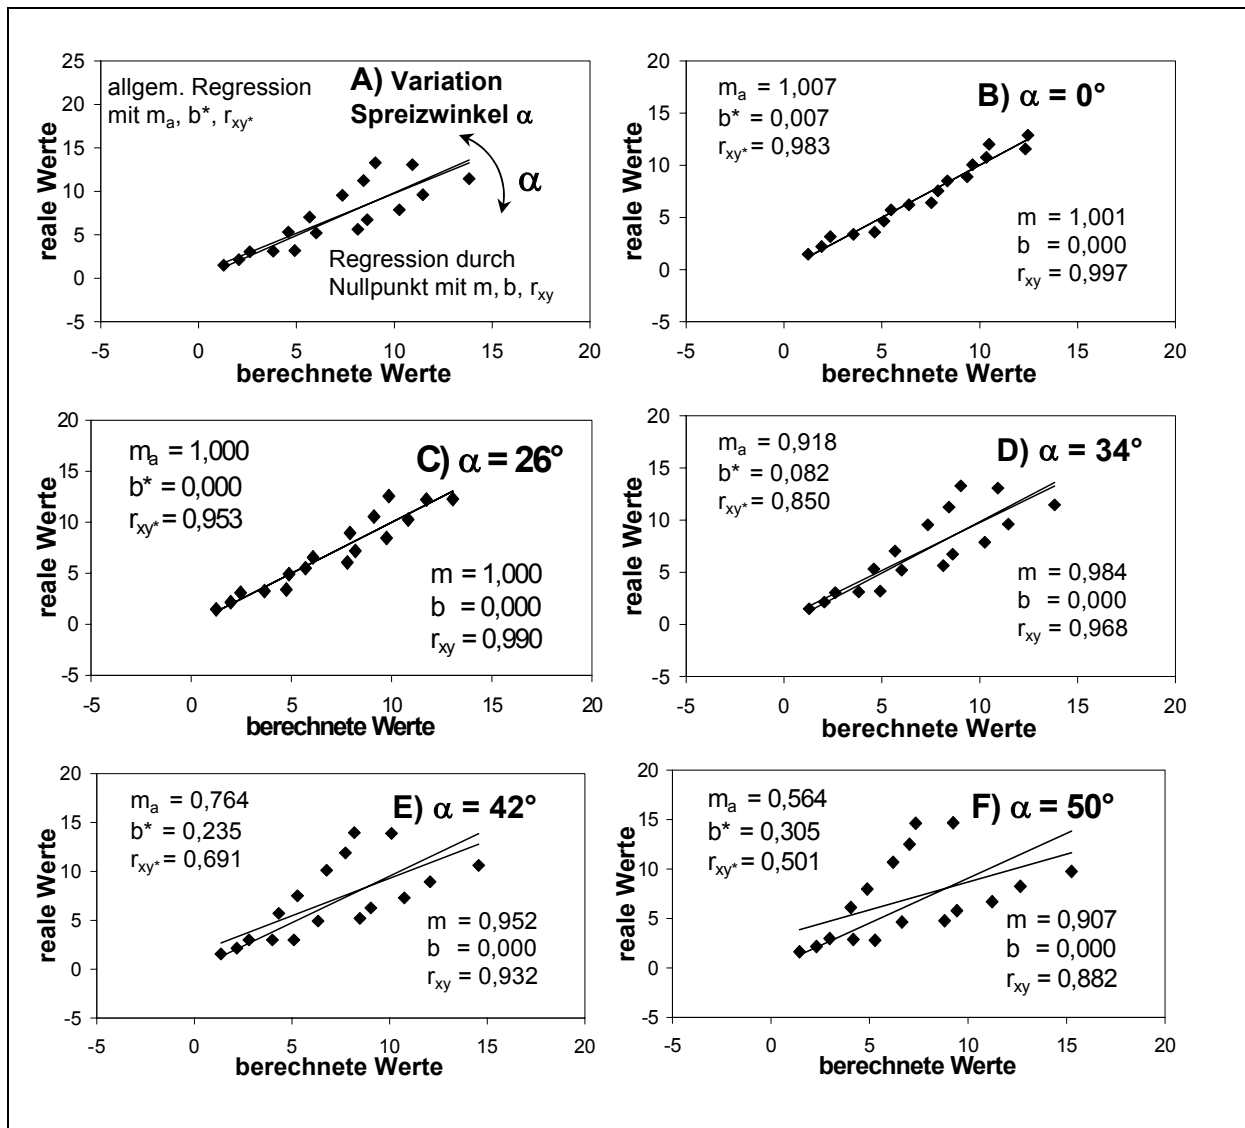 25
20
15
10
5
0
-5
-5 0 5 10 15 20
reale Werte
berechnete Werte
allgem. Regression
mit mₐ, b*, r_xy*
A) Variation
Spreizwinkel α
α
Regression durch
Nullpunkt mit m, b, r_xy
20
15
10
5
0
-5
-5 0 5 10 15 20
reale Werte
berechnete Werte
mₐ = 1,007
b* = 0,007
r_xy* = 0,983
B) α = 0°
m = 1,001
b = 0,000
r_xy = 0,997
20
15
10
5
0
-5
-5 0 5 10 15 20
reale Werte
berechnete Werte
mₐ = 1,000
b* = 0,000
r_xy* = 0,953
C) α = 26°
m = 1,000
b = 0,000
r_xy = 0,990
20
15
10
5
0
-5
-5 0 5 10 15 20
reale Werte
berechnete Werte
mₐ = 0,918
b* = 0,082
r_xy* = 0,850
D) α = 34°
m = 0,984
b = 0,000
r_xy = 0,968
20
15
10
5
0
-5
-5 0 5 10 15 20
reale Werte
berechnete Werte
mₐ = 0,764
b* = 0,235
r_xy* = 0,691
E) α = 42°
m = 0,952
b = 0,000
r_xy = 0,932
20
15
10
5
0
-5
-5 0 5 10 15 20
reale Werte
berechnete Werte
mₐ = 0,564
b* = 0,305
r_xy* = 0,501
F) α = 50°
m = 0,907
b = 0,000
r_xy = 0,882